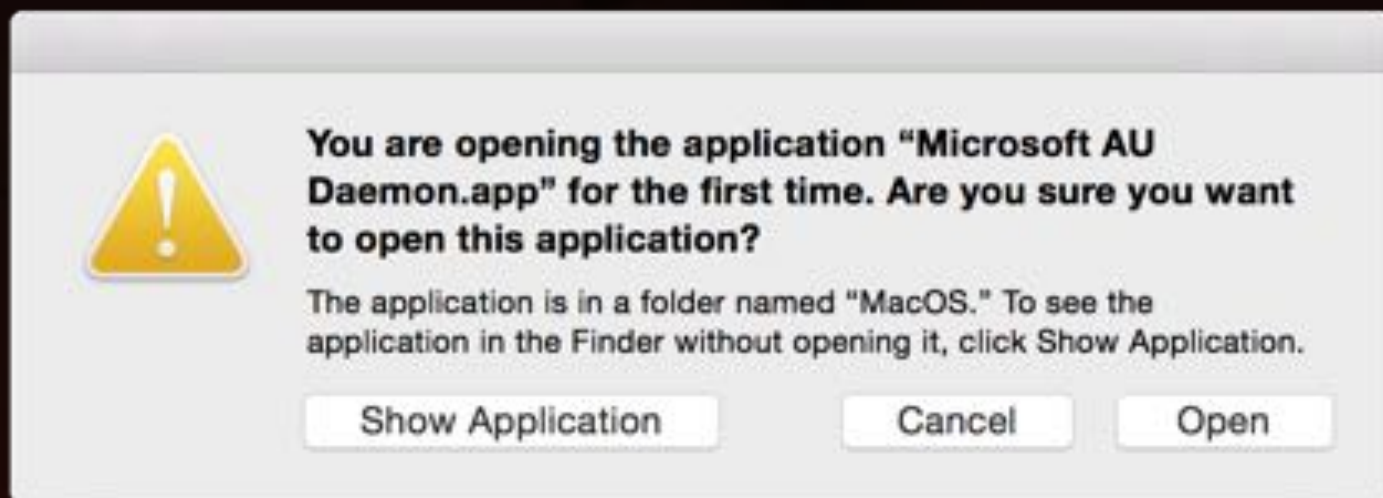 You are opening the application “Microsoft AU
Daemon.app” for the first time. Are you sure you want
to open this application?
The application is in a folder named “MacOS.” To see the
application in the Finder without opening it, click Show Application.
Show Application Cancel Open